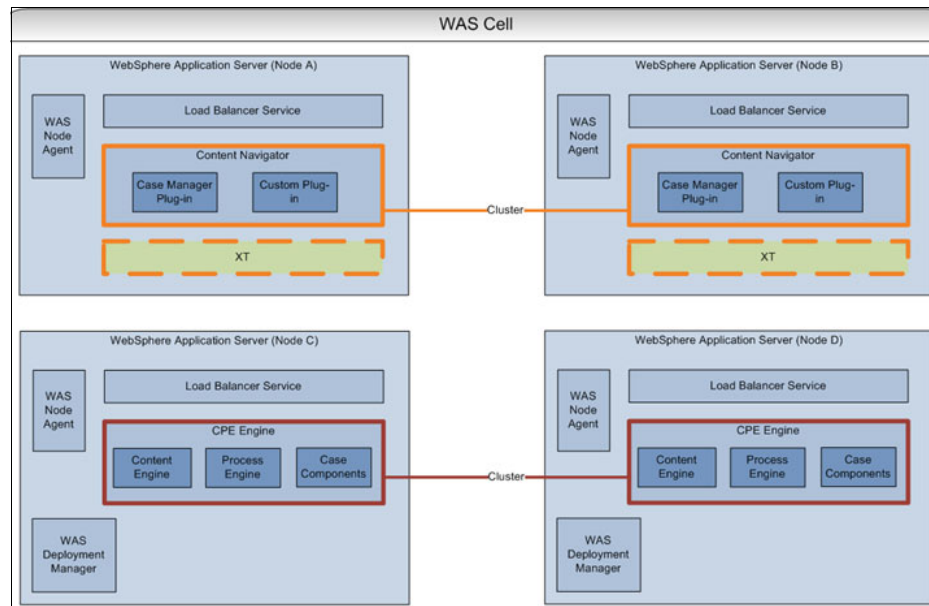 WAS Cell
WebSphere Application Server (Node A)
WAS
Node
Agent
Load Balancer Service
Content Navigator
Case Manager
Plug-in
Custom Plug-
in
XT
Cluster
WebSphere Application Server (Node B)
WAS
Node
Agent
Load Balancer Service
Content Navigator
Case Manager
Plug-in
Custom Plug-
in
XT
WebSphere Application Server (Node C)
WAS
Node
Agent
Load Balancer Service
CPE Engine
Content
Engine
Process
Engine
Case
Components
WAS
Deployment
Manager
Cluster
WebSphere Application Server (Node D)
WAS
Node
Agent
Load Balancer Service
CPE Engine
Content
Engine
Process
Engine
Case
Components
WAS
Deployment
Manager